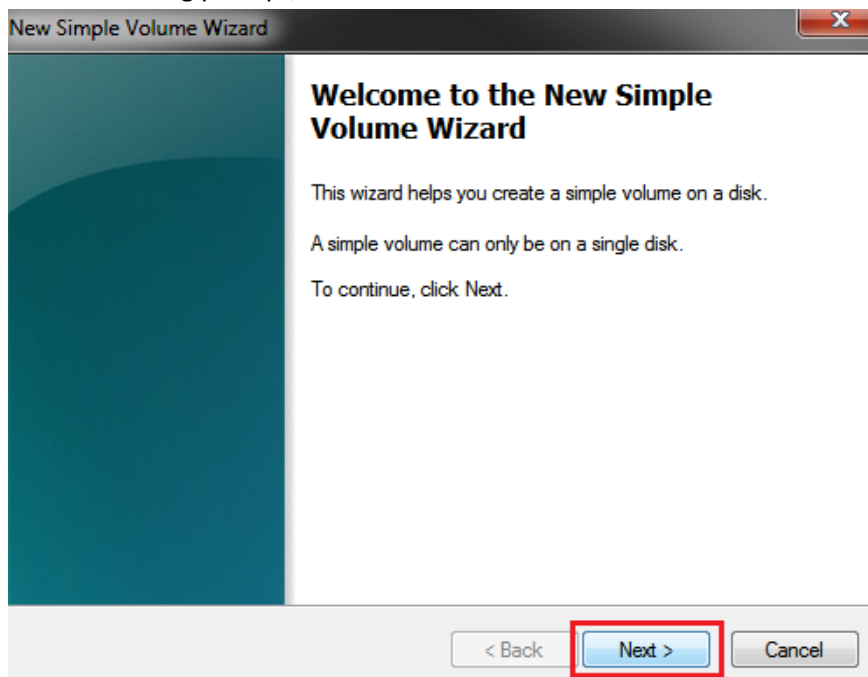 New Simple Volume Wizard
X
Welcome to the New Simple
Volume Wizard
This wizard helps you create a simple volume on a disk.
A simple volume can only be on a single disk.
To continue, click Next.
< Back Next > Cancel